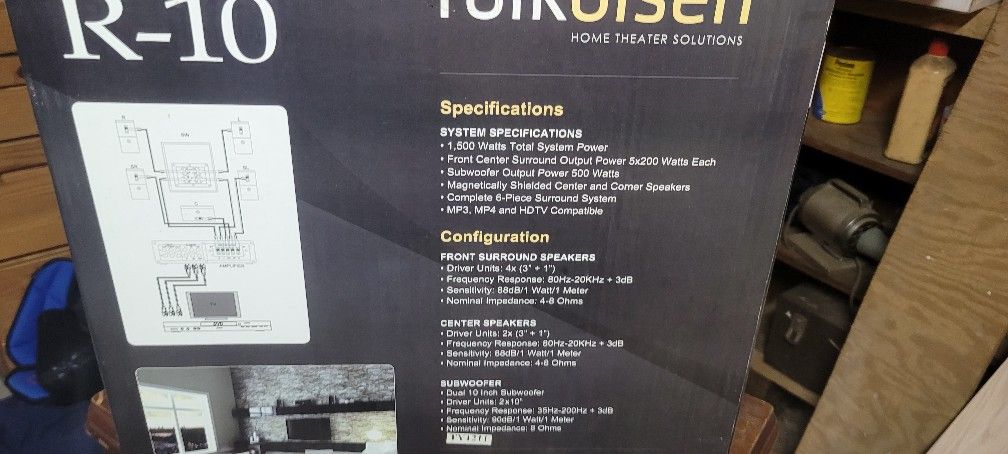 R-10
HOME THEATER SOLUTIONS
Specifications
SYSTEM SPECIFICATIONS
• 1,500 Watts Total System Power
• Front Center Surround Output Power 5x200 Watts Each
• Subwoofer Output Power 500 Watts
• Magnetically Shielded Center and Corner Speakers
• Complete 6-Piece Surround System
• MP3, MP4 and HDTV Compatible
Configuration
FRONT SURROUND SPEAKERS
• Driver Units: 4x (3" + 1")
• Frequency Response: 80Hz-20KHz + 3dB
• Sensitivity: 88dB/1 Watt/1 Meter
• Nominal Impedance: 4-8 Ohms
CENTER SPEAKERS
• Driver Units: 2x (3" + 1")
• Frequency Response: 80Hz-20KHz + 3dB
• Sensitivity: 88dB/1 Watt/1 Meter
• Nominal Impedance: 4-8 Ohms
SUBWOOFER
• Dual 10 Inch Subwoofer
• Driver Units: 2x10"
• Frequency Response: 35Hz-200Hz + 3dB
• Sensitivity: 90dB/1 Watt/1 Meter
• Nominal Impedance: 8 Ohms
SW
AMPLIFIER
DVD